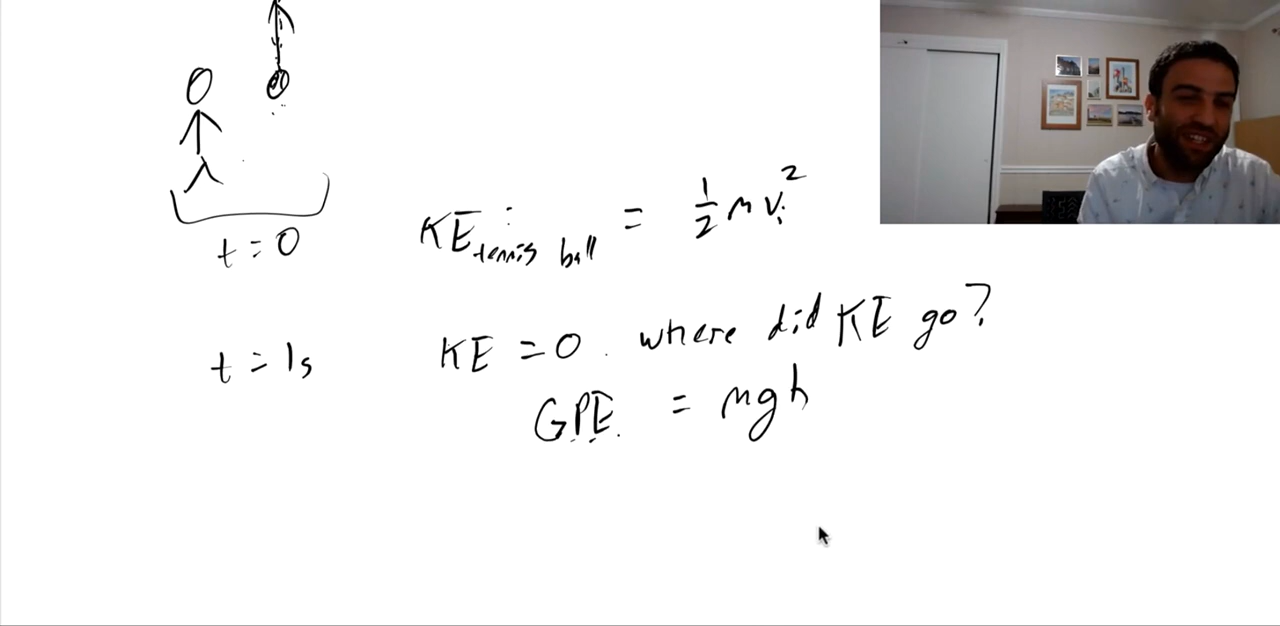 t = 0
KE tennis ball = 1/2 m vi²
t = 1s KE = 0. where did KE go?
GPE = mgh